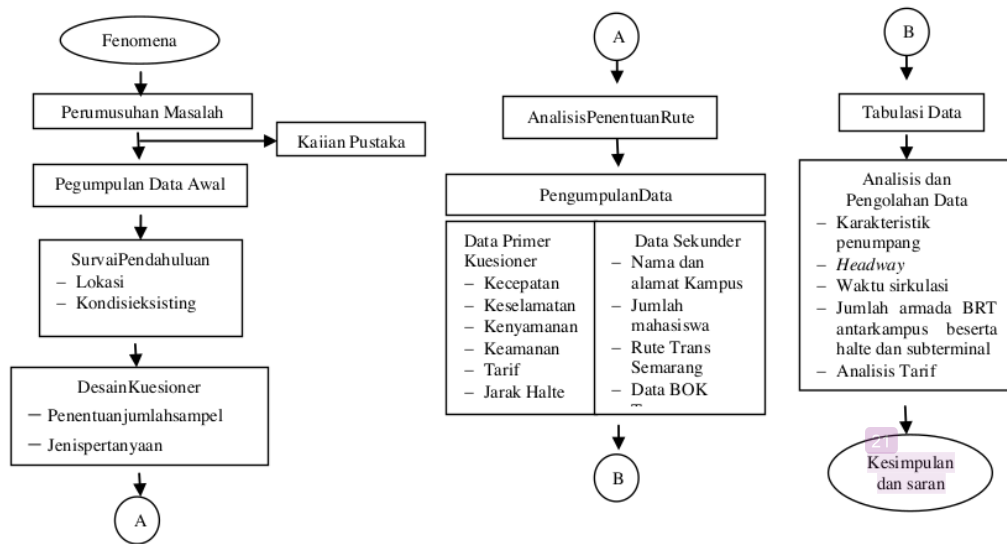 Fenomena
Perumusuhan Masalah
Kaiian Pustaka
Pegumpulan Data Awal
SurvaiPendahuluan
– Lokasi
– Kondisieksisting
DesainKuesioner
– Penentuanjumlahsampel
– Jenispertanyaan
A
A
AnalisisPenentuanRute
PengumpulanData
Data Primer
Kuesioner
– Kecepatan
– Keselamatan
– Kenyamanan
– Keamanan
– Tarif
– Jarak Halte
Data Sekunder
– Nama dan
alamat Kampus
– Jumlah
mahasiswa
– Rute Trans
Semarang
– Data BOK
B
B
Tabulasi Data
Analisis dan
Pengolahan Data
– Karakteristik
penumpang
– Headway
– Waktu sirkulasi
– Jumlah armada BRT
antarkampus beserta
halte dan subterminal
– Analisis Tarif
21
Kesimpulan
dan saran